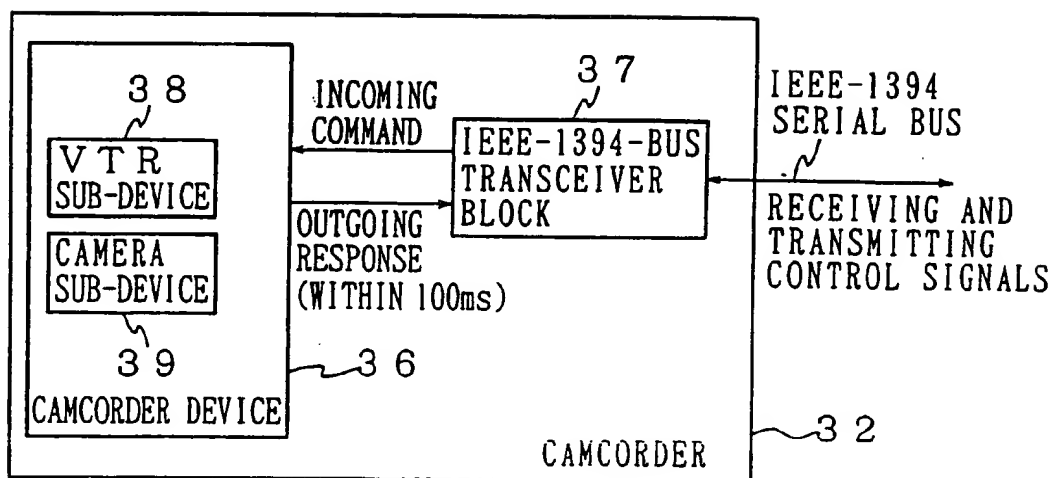 38
VTR
SUB-DEVICE
CAMERA
SUB-DEVICE
39
CAMCORDER DEVICE
36
INCOMING
COMMAND
OUTGOING
RESPONSE
(WITHIN 100ms)
37
IEEE-1394-BUS
TRANSCEIVER
BLOCK
IEEE-1394
SERIAL BUS
RECEIVING AND
TRANSMITTING
CONTROL SIGNALS
32
CAMCORDER